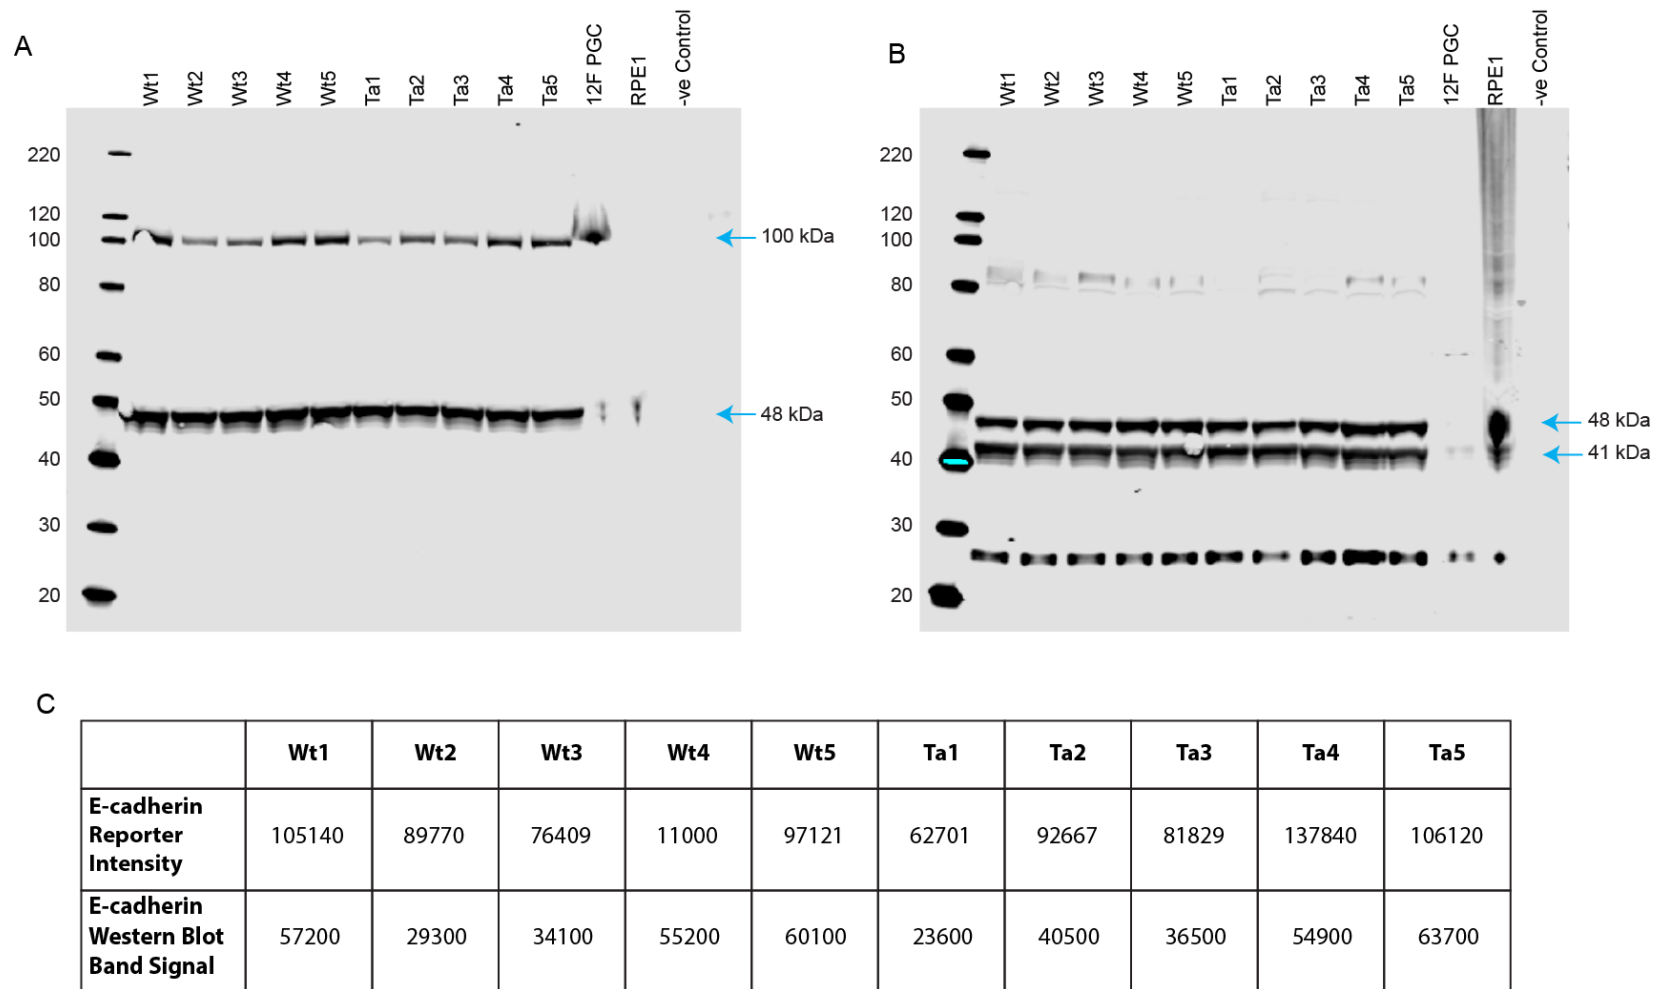 A
Wt1 Wt2 Wt3 Wt4 Wt5 Ta1 Ta2 Ta3 Ta4 Ta5 12F PGC RPE1 -ve Control
220
120
100
80
60
50
40
30
20
100 kDa
48 kDa
B
Wt1 Wt2 Wt3 Wt4 Wt5 Ta1 Ta2 Ta3 Ta4 Ta5 12F PGC RPE1 -ve Control
220
120
100
80
60
50
40
30
20
48 kDa
41 kDa
C
Wt1 Wt2 Wt3 Wt4 Wt5 Ta1 Ta2 Ta3 Ta4 Ta5
E-cadherin
Reporter
Intensity
105140 89770 76409 11000 97121 62701 92667 81829 137840 106120
E-cadherin
Western Blot
Band Signal
57200 29300 34100 55200 60100 23600 40500 36500 54900 63700